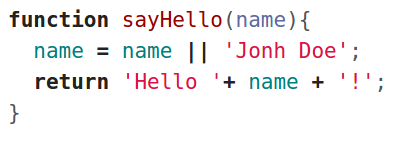 function sayHello(name){
  name = name || 'Jonh Doe';
  return 'Hello '+ name + '!';
}